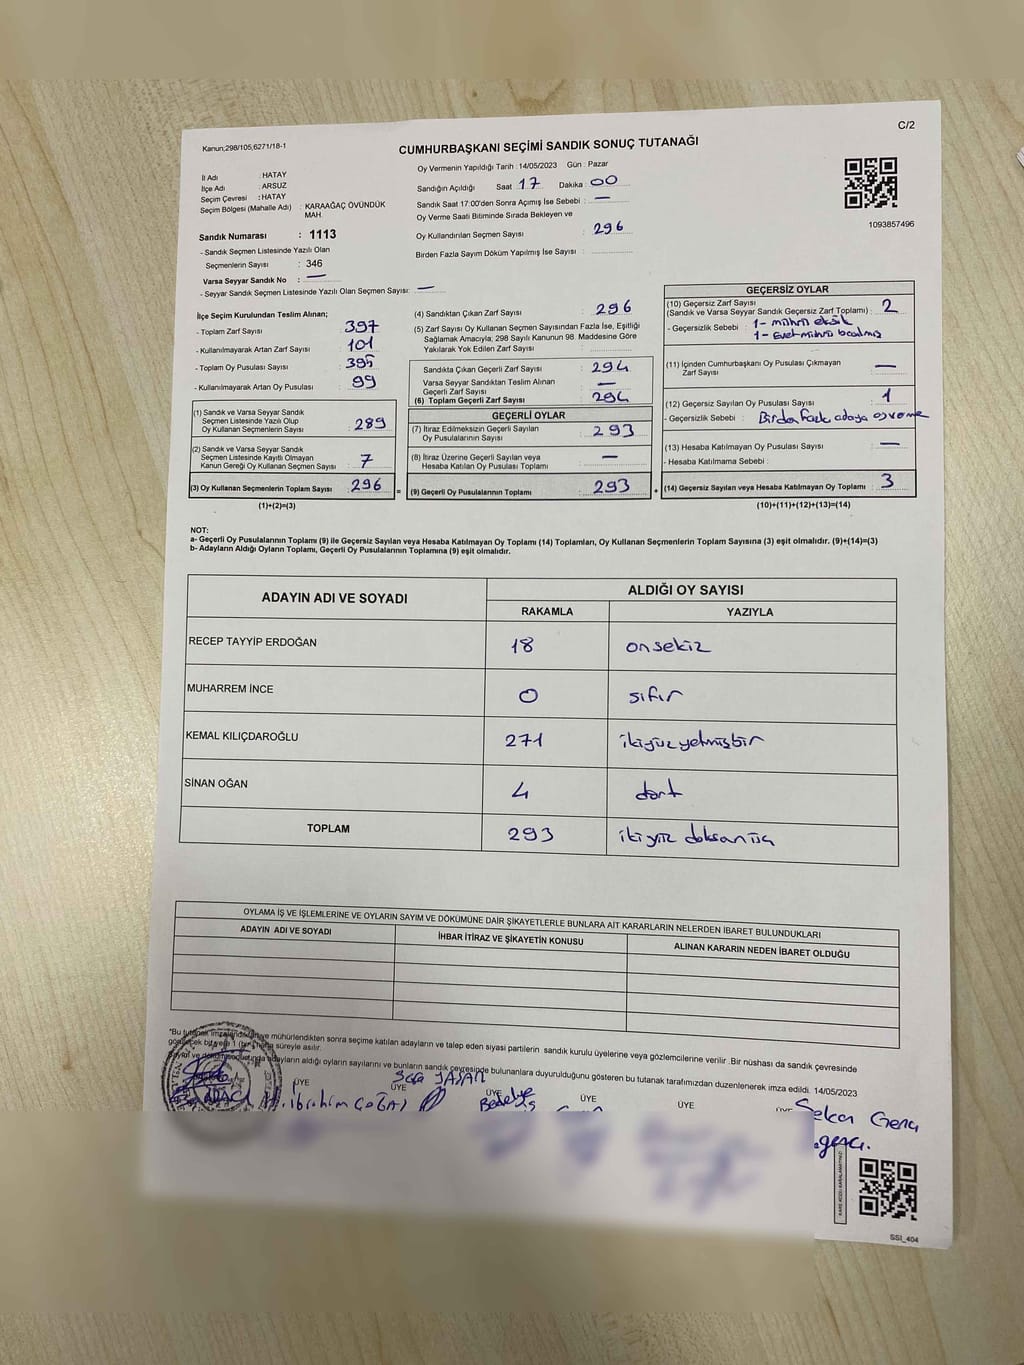 C/2
Kanun;298/105,6271/18-1
CUMHURBAŞKANI SEÇİMİ SANDIK SONUÇ TUTANAĞI
Oy Vermenin Yapıldığı Tarih : 14/05/2023 Gün : Pazar
İl Adı : HATAY
İlçe Adı : ARSUZ
Seçim Çevresi : HATAY
Seçim Bölgesi (Mahalle Adı) : KARAAĞAÇ ÖVÜNDÜK
MAH.
Sandığın Açıldığı Saat 17 Dakika 00
Sandık Saat 17:00'den Sonra Açımış İse Sebebi : —
Oy Verme Saati Bitiminde Sırada Bekleyen ve
Oy Kullandırılan Seçmen Sayısı : 296
Birden Fazla Sayım Döküm Yapılmış İse Sayısı :
1093857496
Sandık Numarası : 1113
- Sandık Seçmen Listesinde Yazılı Olan
Seçmenlerin Sayısı : 346
Varsa Seyyar Sandık No : —
- Seyyar Sandık Seçmen Listesinde Yazılı Olan Seçmen Sayısı: —
İlçe Seçim Kurulundan Teslim Alınan;
- Toplam Zarf Sayısı : 397
- Kullanılmayarak Artan Zarf Sayısı : 101
- Toplam Oy Pusulası Sayısı : 395
- Kullanılmayarak Artan Oy Pusulası : 99
(1) Sandık ve Varsa Seyyar Sandık
Seçmen Listesinde Yazılı Olup
Oy Kullanan Seçmenlerin Sayısı : 289
(2) Sandık ve Varsa Seyyar Sandık
Seçmen Listesinde Kayıtlı Olmayan
Kanun Gereği Oy Kullanan Seçmen Sayısı : 7
(3) Oy Kullanan Seçmenlerin Toplam Sayısı : 296 =
(1)+(2)=(3)
(4) Sandıktan Çıkan Zarf Sayısı : 296
(5) Zarf Sayısı Oy Kullanan Seçmen Sayısından Fazla İse, Eşitliği
Sağlamak Amacıyla; 298 Sayılı Kanunun 98. Maddesine Göre
Yakılarak Yok Edilen Zarf Sayısı :
Sandıkta Çıkan Geçerli Zarf Sayısı : 294
Varsa Seyyar Sandıktan Teslim Alınan
Geçerli Zarf Sayısı : —
(6) Toplam Geçerli Zarf Sayısı : 294
GEÇERLİ OYLAR
(7) İtiraz Edilmeksizin Geçerli Sayılan
Oy Pusulalarının Sayısı : 293
(8) İtiraz Üzerine Geçerli Sayılan veya
Hesaba Katılan Oy Pusulası Toplamı : —
(9) Geçerli Oy Pusulalarının Toplamı : 293 +
GEÇERSİZ OYLAR
(10) Geçersiz Zarf Sayısı
(Sandık ve Varsa Seyyar Sandık Geçersiz Zarf Toplamı) : 2
- Geçersizlik Sebebi : 1- mührü eksik
1- Evet mührü basılmış
(11) İçinden Cumhurbaşkanı Oy Pusulası Çıkmayan
Zarf Sayısı : —
(12) Geçersiz Sayılan Oy Pusulası Sayısı : 1
- Geçersizlik Sebebi : Birden fazla adaya oy verme
(13) Hesaba Katılmayan Oy Pusulası Sayısı : —
- Hesaba Katılmama Sebebi :
(14) Geçersiz Sayılan veya Hesaba Katılmayan Oy Toplamı : 3
(10)+(11)+(12)+(13)=(14)
NOT:
a- Geçerli Oy Pusulalarının Toplamı (9) ile Geçersiz Sayılan veya Hesaba Katılmayan Oy Toplamı (14) Toplamları, Oy Kullanan Seçmenlerin Toplam Sayısına (3) eşit olmalıdır. (9)+(14)=(3)
b- Adayların Aldığı Oyların Toplamı, Geçerli Oy Pusulalarının Toplamına (9) eşit olmalıdır.
ADAYIN ADI VE SOYADI ALDIĞI OY SAYISI
RAKAMLA YAZIYLA
RECEP TAYYİP ERDOĞAN 18 onsekiz
MUHARREM İNCE 0 sıfır
KEMAL KILIÇDAROĞLU 271 ikiyüz yetmişbir
SİNAN OĞAN 4 dört
TOPLAM 293 ikiyüz doksanüç
OYLAMA İŞ VE İŞLEMLERİNE VE OYLARIN SAYIM VE DÖKÜMÜNE DAİR ŞİKAYETLERLE BUNLARA AİT KARARLARIN NELERDEN İBARET BULUNDUKLARI
ADAYIN ADI VE SOYADI İHBAR İTİRAZ VE ŞİKAYETİN KONUSU ALINAN KARARIN NEDEN İBARET OLDUĞU
*Bu tutanak imzalandıktan ve mühürlendikten sonra seçime katılan adayların ve talep eden siyasi partilerin sandık kurulu üyelerine veya gözlemcilerine verilir .Bir nüshası da sandık çevresinde
görülecek bir yere 1 (bir) hafta süreyle asılır.
Sayım ve adayların aldığı oyların sayılarını ve bunların sandık çevresinde bulunanlara duyurulduğunu gösteren bu tutanak tarafımızdan düzenlenerek imza edildi. 14/05/2023
ÜYE ÜYE ÜYE ÜYE ÜYE
İbrahim
Bedelye
Selcan Genç
SSI_404